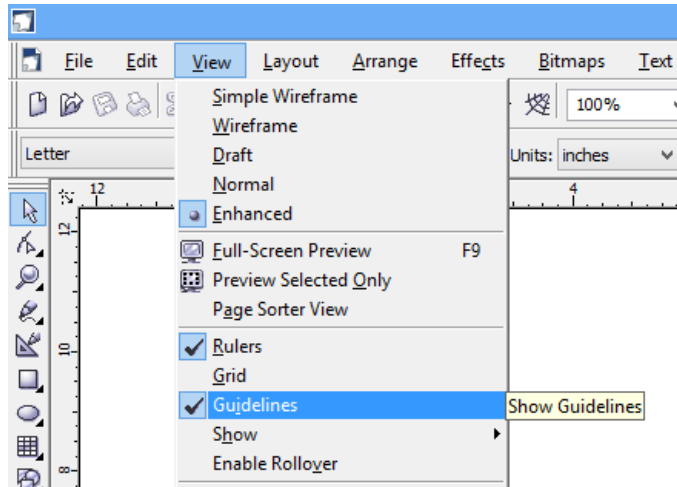 File Edit View Layout Arrange Effects Bitmaps Text
Simple Wireframe
100%
Wireframe
Letter
Draft
Units: inches
Normal
12
4
Enhanced
12
Full-Screen Preview F9
Preview Selected Only
Page Sorter View
Rulers
10
Grid
Guidelines
Show Guidelines
Show
Enable Rollover
8